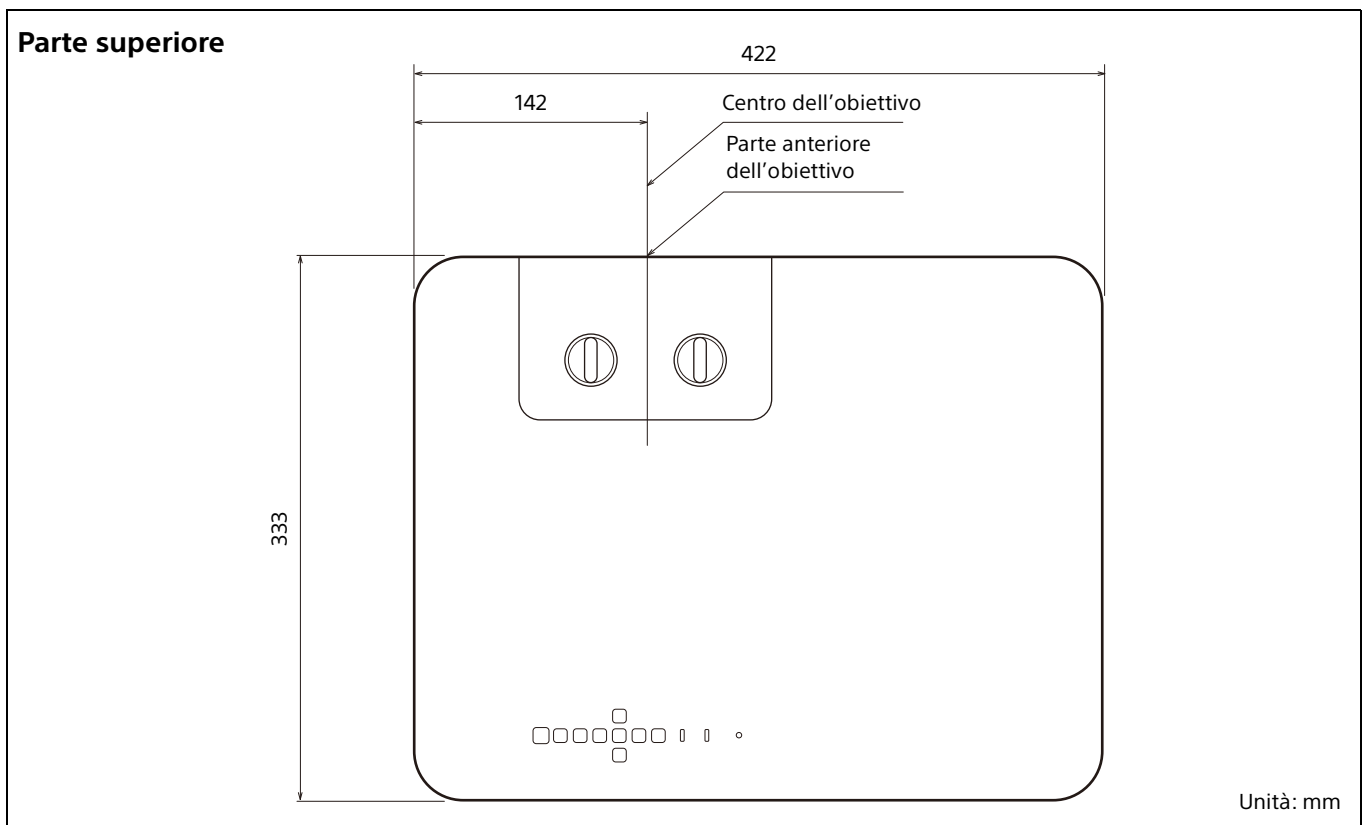 Parte superiore
422
142
Centro dell’obiettivo
Parte anteriore
dell’obiettivo
333
Unità: mm